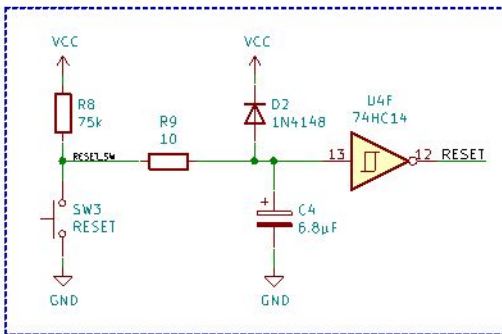 VCC
VCC
R8
75k
R9
10
D2
1N4148
U4F
74HC14
RESET_SW
13
12
RESET
SW3
RESET
+
C4
6.8µF
GND
GND